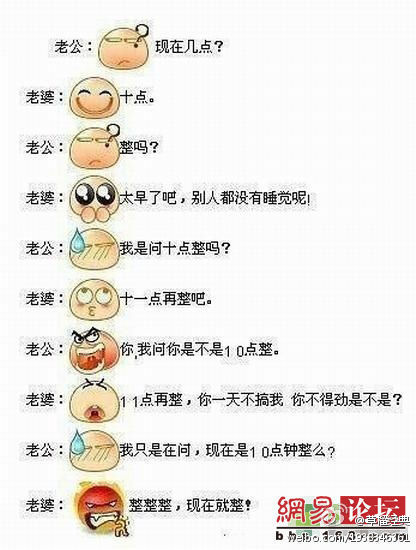 老公：现在几点？
老婆：十点。
老公：整吗？
老婆：太早了吧，别人都没有睡觉呢！
老公：我是问十点整吗？
老婆：十一点再整吧。
老公：你，我问你是不是10点整。
老婆：11点再整，你一天不搞我 你不得劲是不是？
老公：我只是在问，现在是10点钟整么？
老婆：整整整，现在就整！
网易论坛